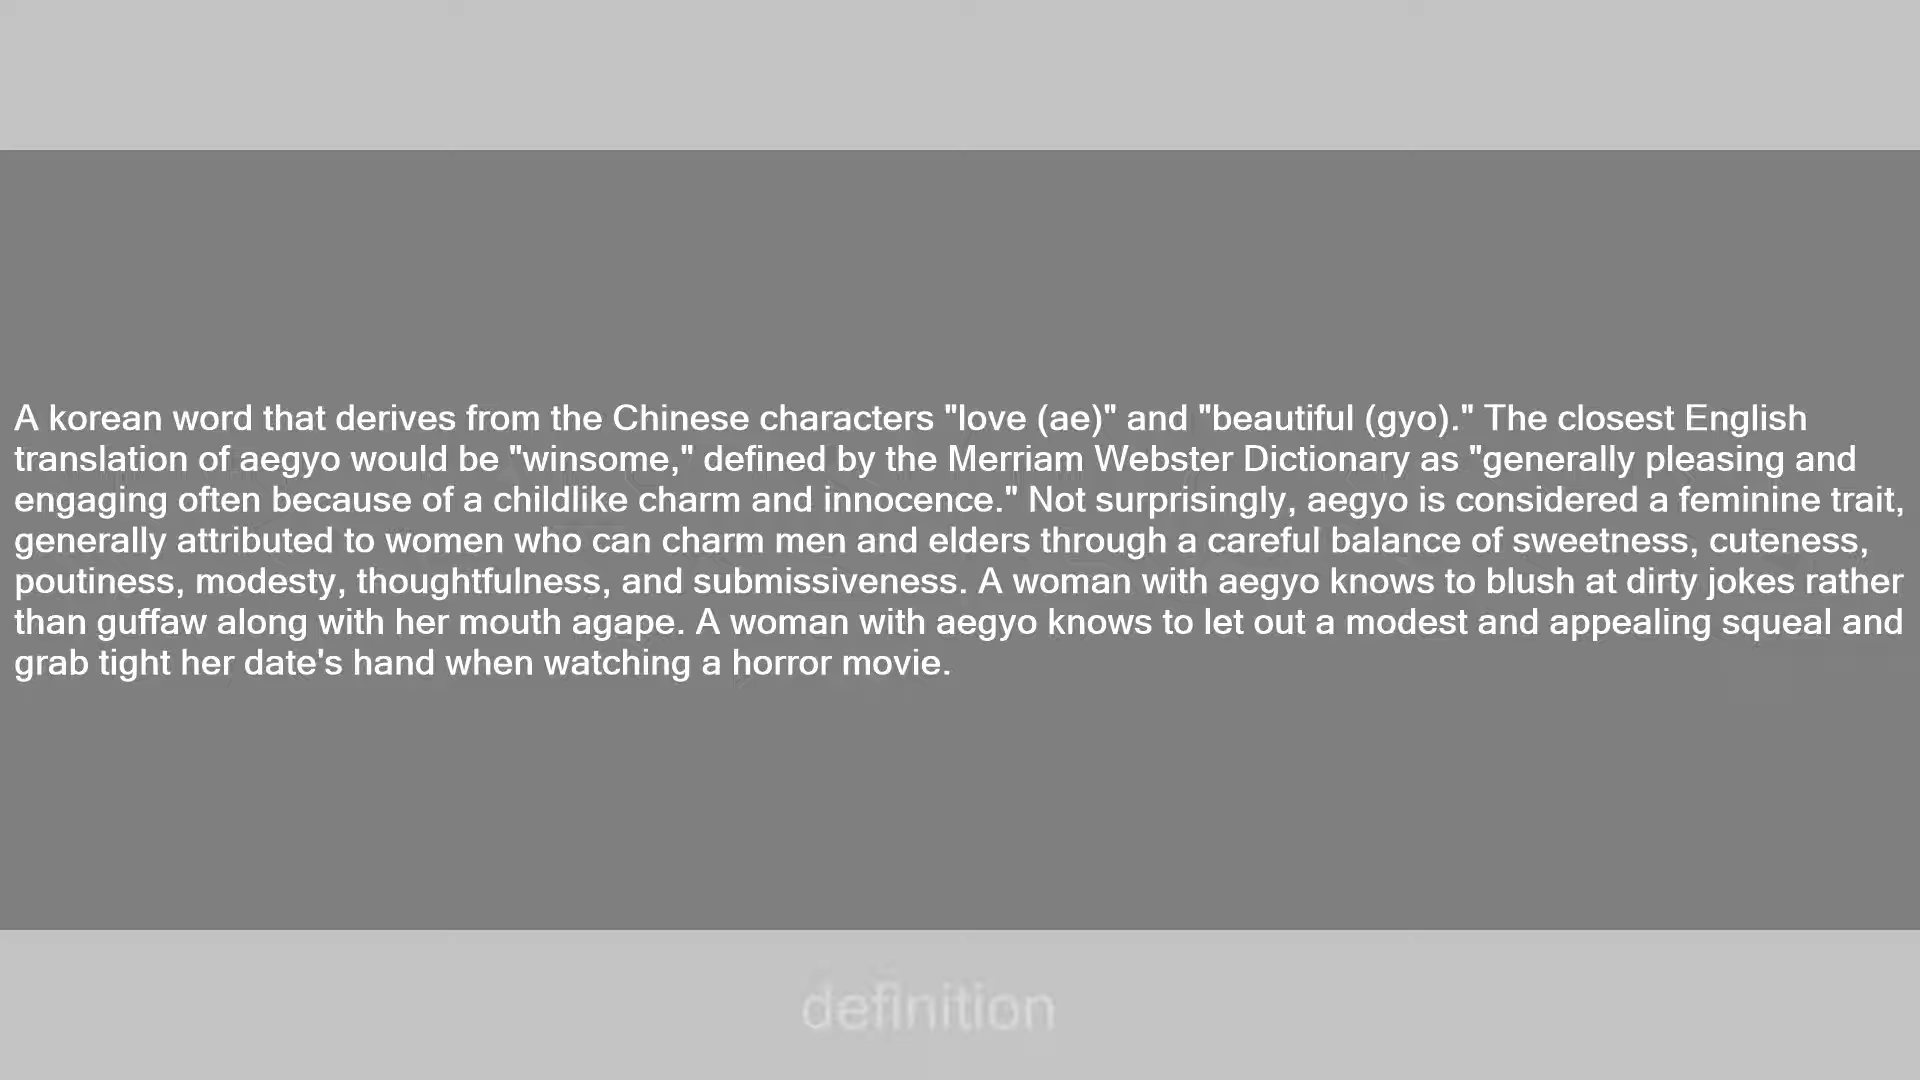 A korean word that derives from the Chinese characters "love (ae)" and "beautiful (gyo)." The closest English
translation of aegyo would be "winsome," defined by the Merriam Webster Dictionary as "generally pleasing and
engaging often because of a childlike charm and innocence." Not surprisingly, aegyo is considered a feminine trait,
generally attributed to women who can charm men and elders through a careful balance of sweetness, cuteness,
poutiness, modesty, thoughtfulness, and submissiveness. A woman with aegyo knows to blush at dirty jokes rather
than guffaw along with her mouth agape. A woman with aegyo knows to let out a modest and appealing squeal and
grab tight her date's hand when watching a horror movie.
definition